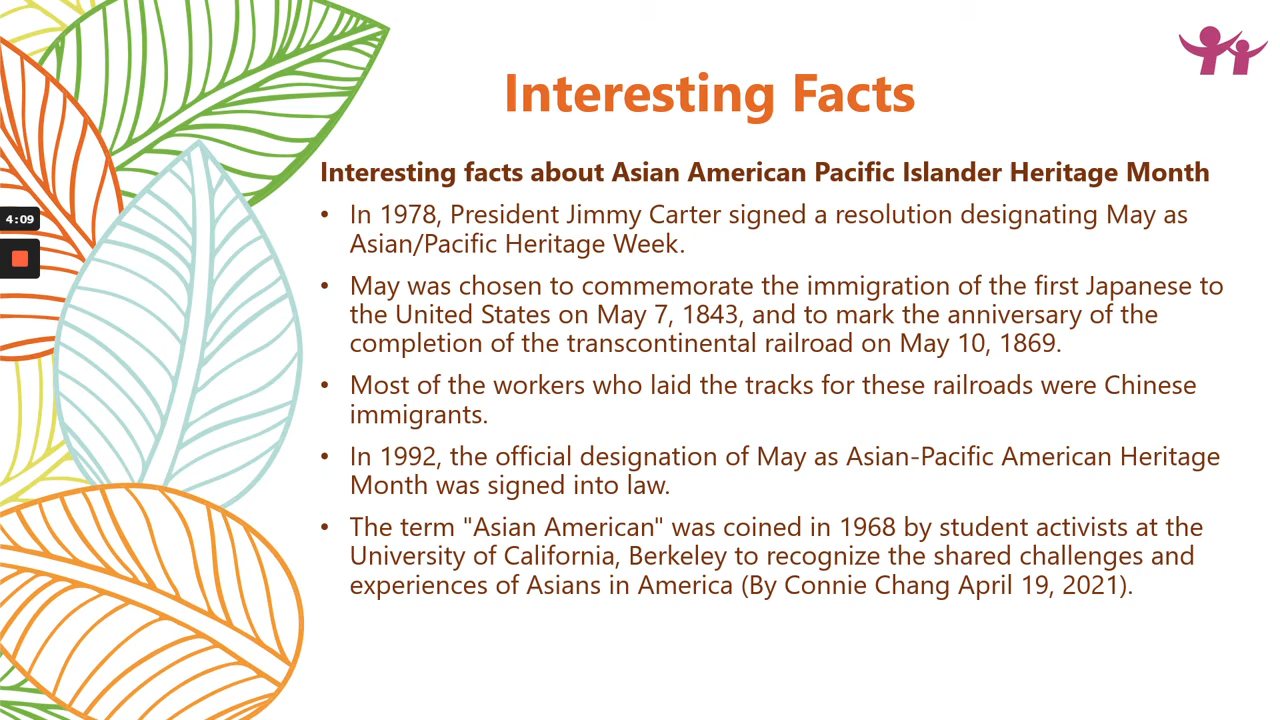 Interesting Facts
Interesting facts about Asian American Pacific Islander Heritage Month
• In 1978, President Jimmy Carter signed a resolution designating May as
Asian/Pacific Heritage Week.
• May was chosen to commemorate the immigration of the first Japanese to
the United States on May 7, 1843, and to mark the anniversary of the
completion of the transcontinental railroad on May 10, 1869.
• Most of the workers who laid the tracks for these railroads were Chinese
immigrants.
• In 1992, the official designation of May as Asian-Pacific American Heritage
Month was signed into law.
• The term "Asian American" was coined in 1968 by student activists at the
University of California, Berkeley to recognize the shared challenges and
experiences of Asians in America (By Connie Chang April 19, 2021).
4:09